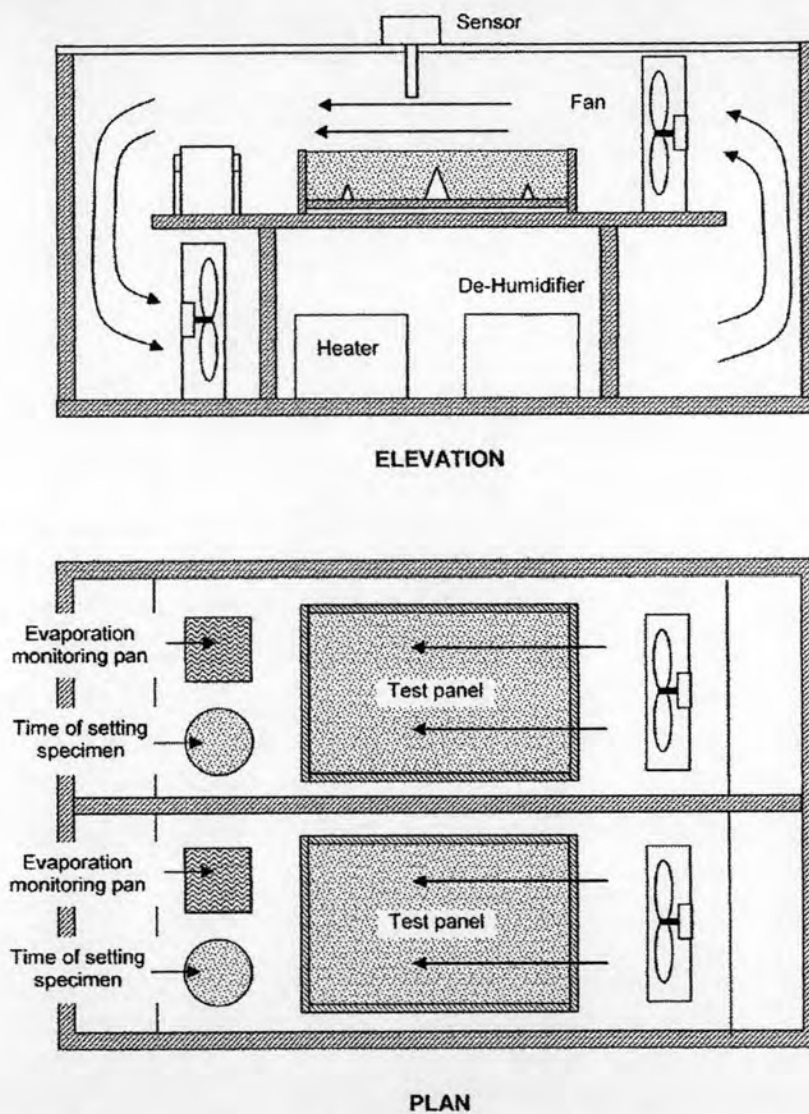 Sensor
Fan
De-Humidifier
Heater
ELEVATION
Evaporation
monitoring pan
Test panel
Time of setting
specimen
Evaporation
monitoring pan
Test panel
Time of setting
specimen
PLAN